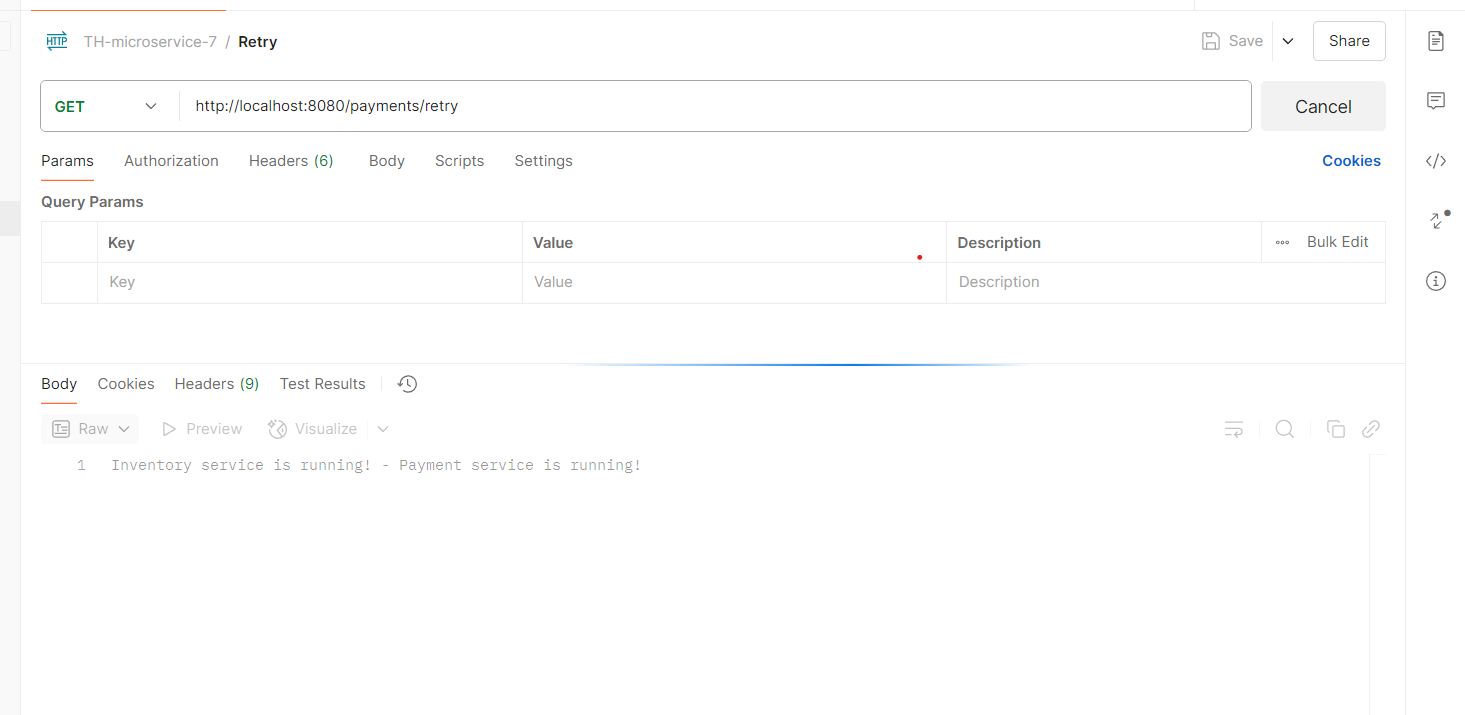 HTTP TH-microservice-7 / Retry Save Share
GET http://localhost:8080/payments/retry Cancel
Params Authorization Headers (6) Body Scripts Settings Cookies
Query Params
Key Value Description Bulk Edit
Key Value Description
Body Cookies Headers (9) Test Results
Raw Preview Visualize
1 Inventory service is running! - Payment service is running!